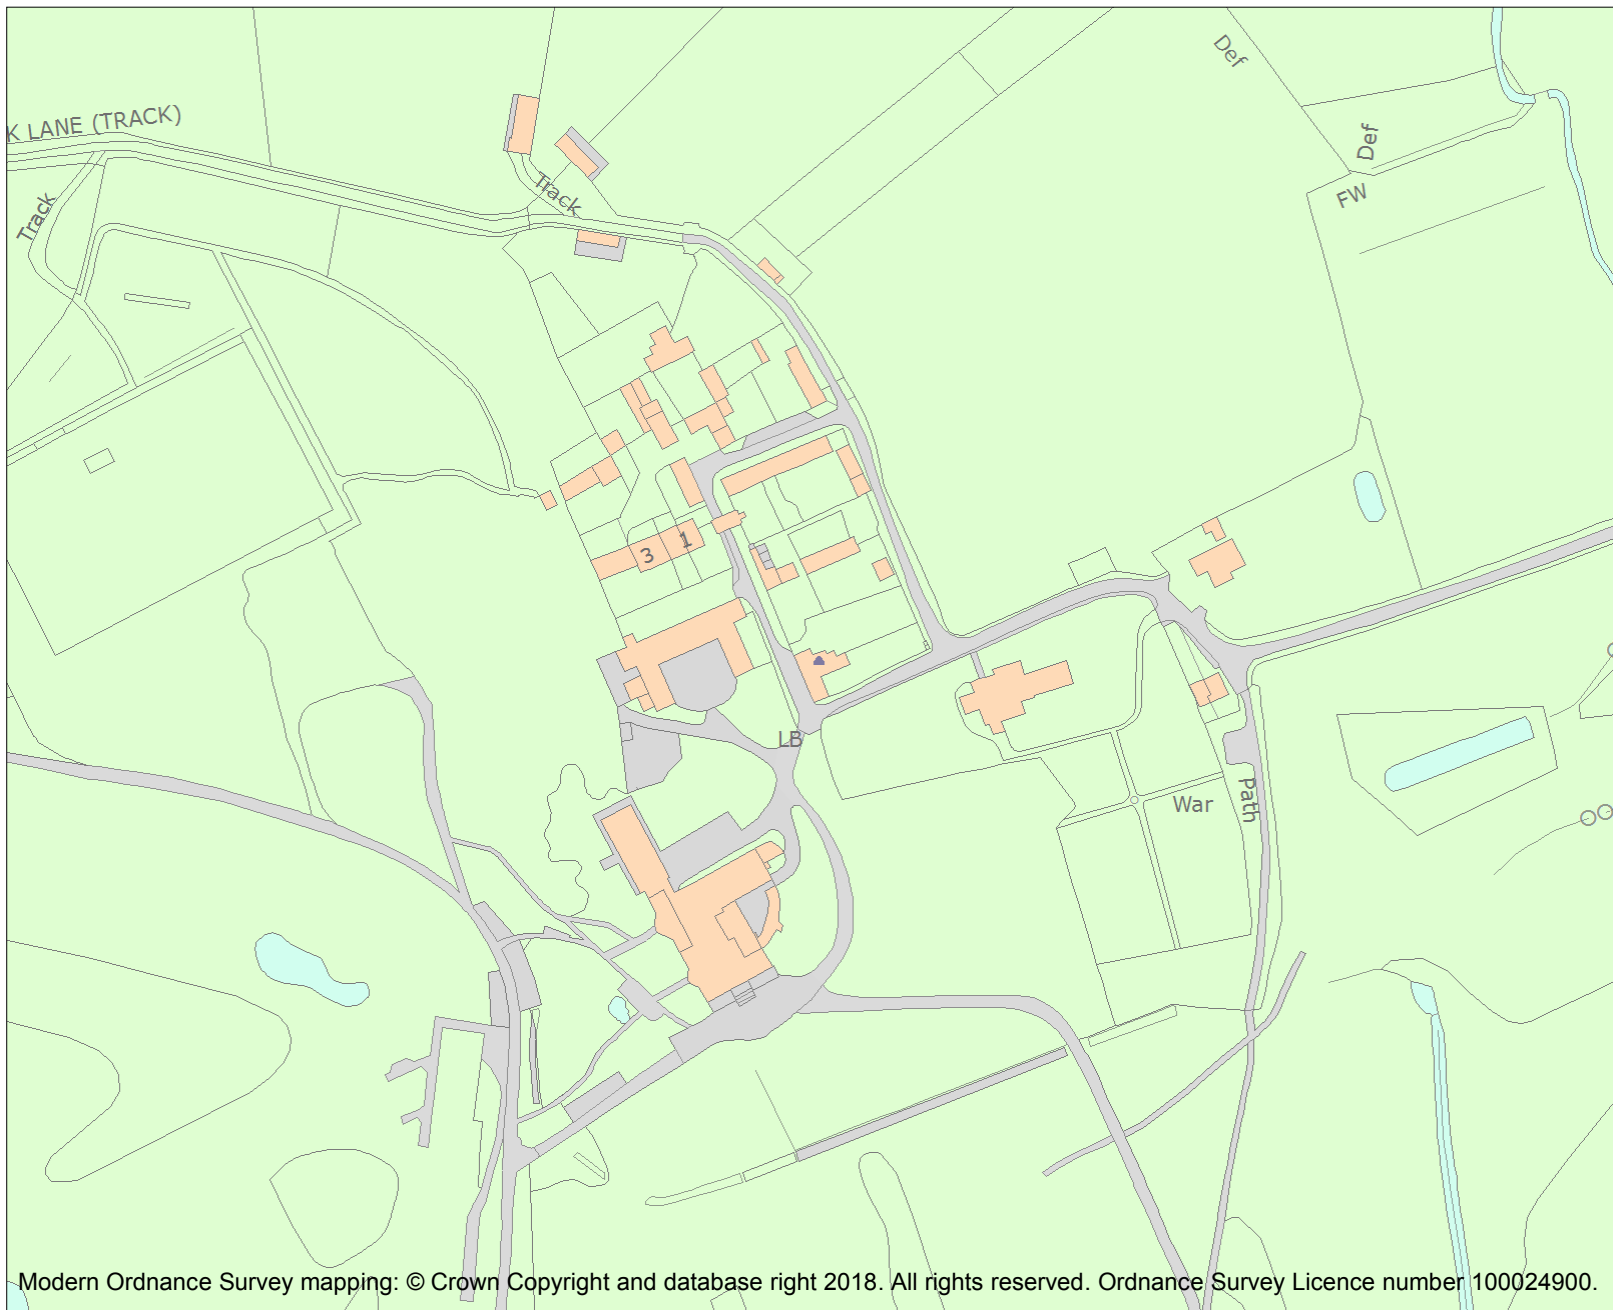 Def
K LANE (TRACK)
Def
Track
FW
Track
3
1
LB
Path
War
Modern Ordnance Survey mapping: © Crown Copyright and database right 2018. All rights reserved. Ordnance Survey Licence number 100024900.